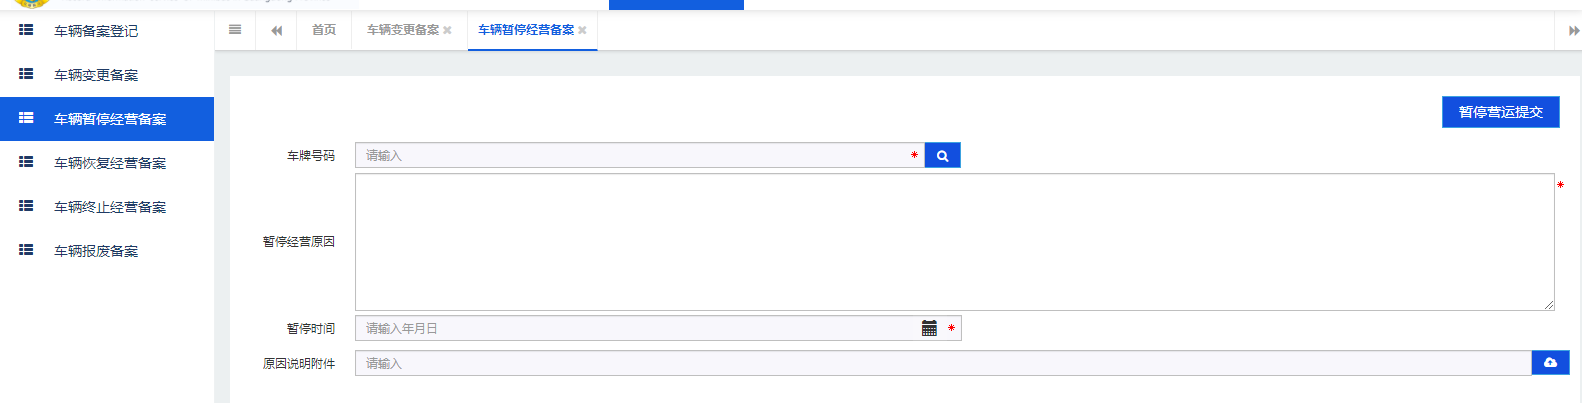 车辆备案登记
首页 车辆变更备案 车辆暂停经营备案
车辆变更备案
车辆暂停经营备案
暂停营运提交
车牌号码 请输入 *
车辆恢复经营备案
*
车辆终止经营备案
暂停经营原因
车辆报废备案
暂停时间 请输入年月日 *
原因说明附件 请输入